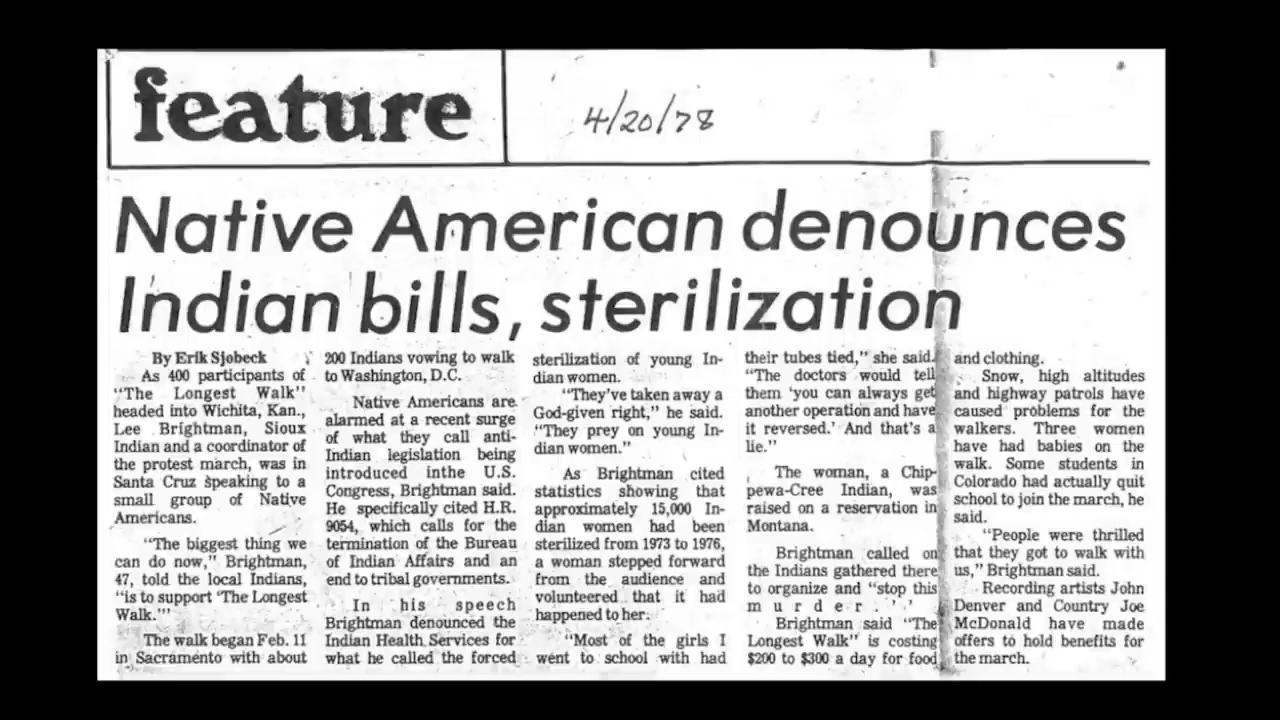 feature
4/20/78
Native American denounces
Indian bills, sterilization
By Erik Sjobeck
As 400 participants of
"The Longest Walk"
headed into Wichita, Kan.,
Lee Brightman, Sioux
Indian and a coordinator of
the protest march, was in
Santa Cruz speaking to a
small group of Native
Americans.
"The biggest thing we
can do now," Brightman,
47, told the local Indians,
"is to support 'The Longest
Walk.'"
The walk began Feb. 11
in Sacramento with about
200 Indians vowing to walk
to Washington, D.C.
Native Americans are
alarmed at a recent surge
of what they call anti-
Indian legislation being
introduced inthe U.S.
Congress, Brightman said.
He specifically cited H.R.
9054, which calls for the
termination of the Bureau
of Indian Affairs and an
end to tribal governments.
In his speech
Brightman denounced the
Indian Health Services for
what he called the forced
sterilization of young In-
dian women.
"They've taken away a
God-given right," he said.
"They prey on young In-
dian women."
As Brightman cited
statistics showing that
approximately 15,000 In-
dian women had been
sterilized from 1973 to 1976,
a woman stepped forward
from the audience and
volunteered that it had
happened to her.
"Most of the girls I
went to school with had
their tubes tied," she said.
"The doctors would tell
them 'you can always get
another operation and have
it reversed.' And that's a
lie."
The woman, a Chip-
pewa-Cree Indian, was
raised on a reservation in
Montana.
Brightman called on
the Indians gathered there
to organize and "stop this
murder.''
Brightman said "The
Longest Walk" is costing
$200 to $300 a day for food
and clothing.
Snow, high altitudes
and highway patrols have
caused problems for the
walkers. Three women
have had babies on the
walk. Some students in
Colorado had actually quit
school to join the march, he
said.
"People were thrilled
that they got to walk with
us," Brightman said.
Recording artists John
Denver and Country Joe
McDonald have made
offers to hold benefits for
the march.